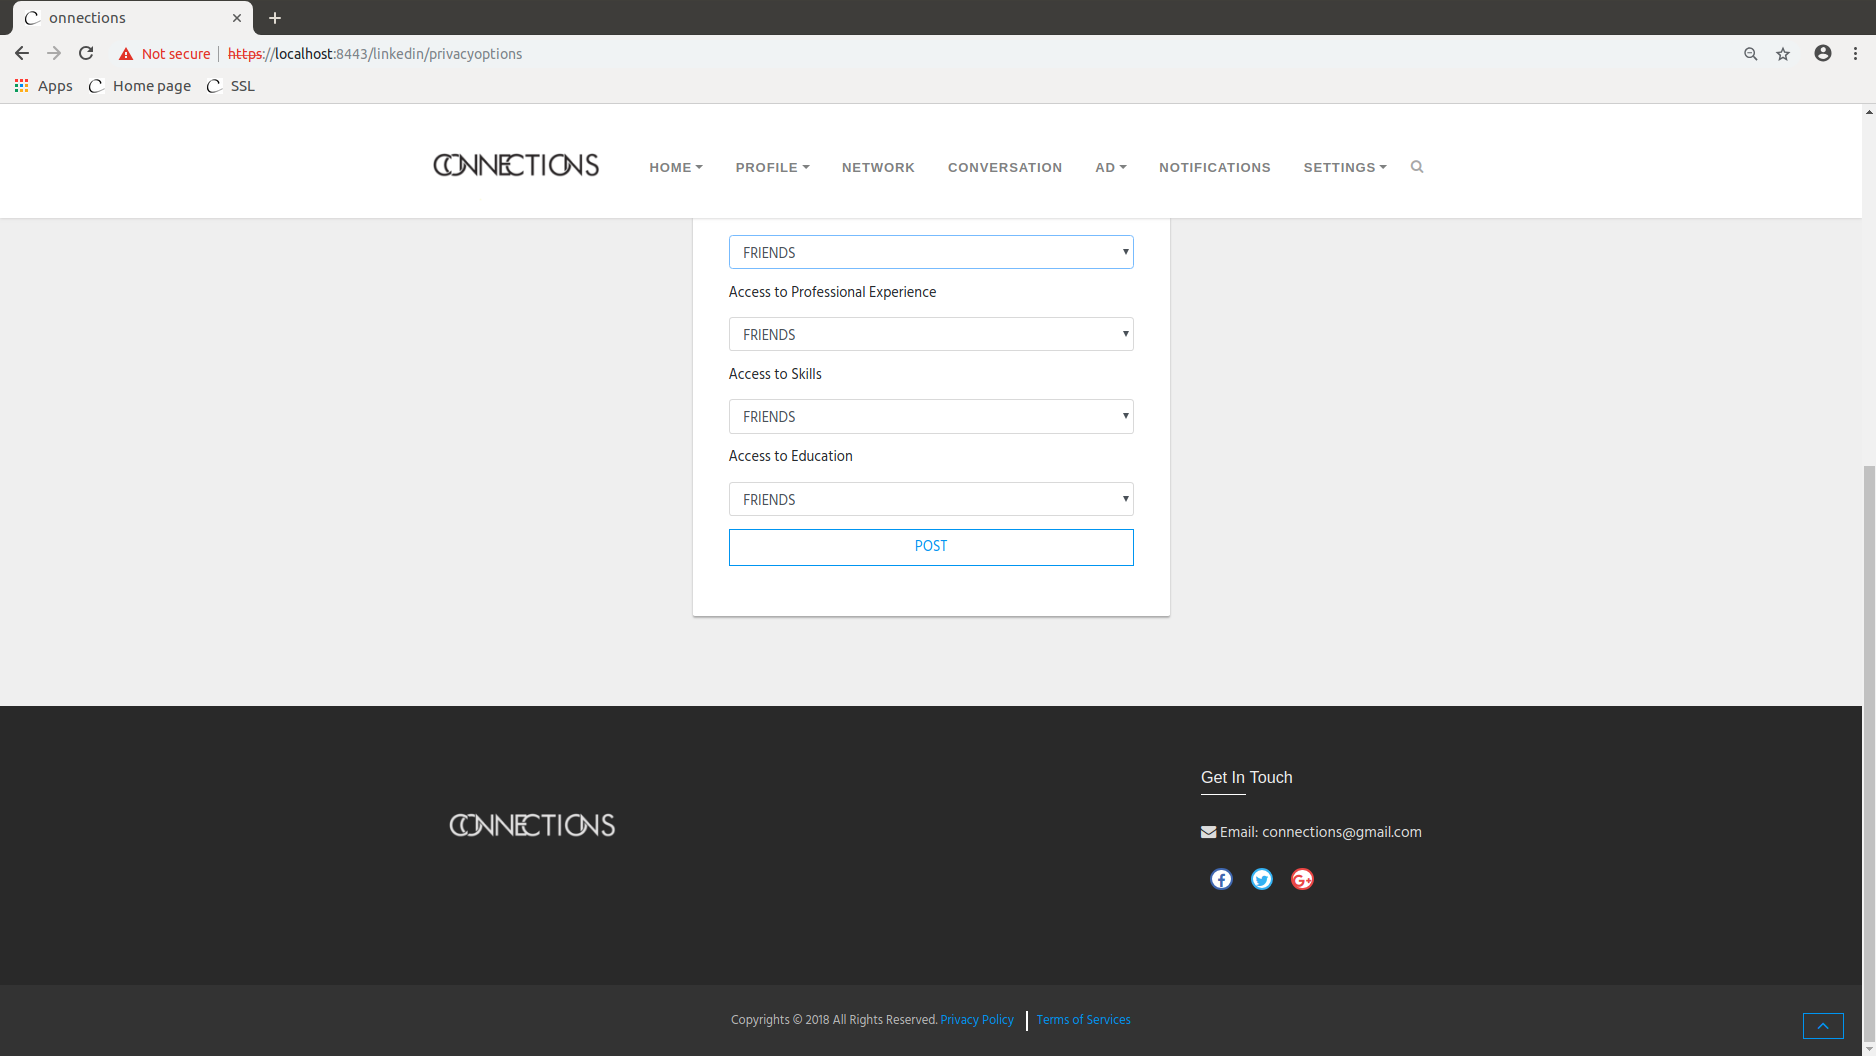 onnections
Not secure https://localhost:8443/linkedin/privacyoptions
Apps Home page SSL
CONNECTIONS HOME PROFILE NETWORK CONVERSATION AD NOTIFICATIONS SETTINGS
FRIENDS
Access to Professional Experience
FRIENDS
Access to Skills
FRIENDS
Access to Education
FRIENDS
POST
CONNECTIONS
Get In Touch
Email: connections@gmail.com
Copyrights © 2018 All Rights Reserved. Privacy Policy Terms of Services